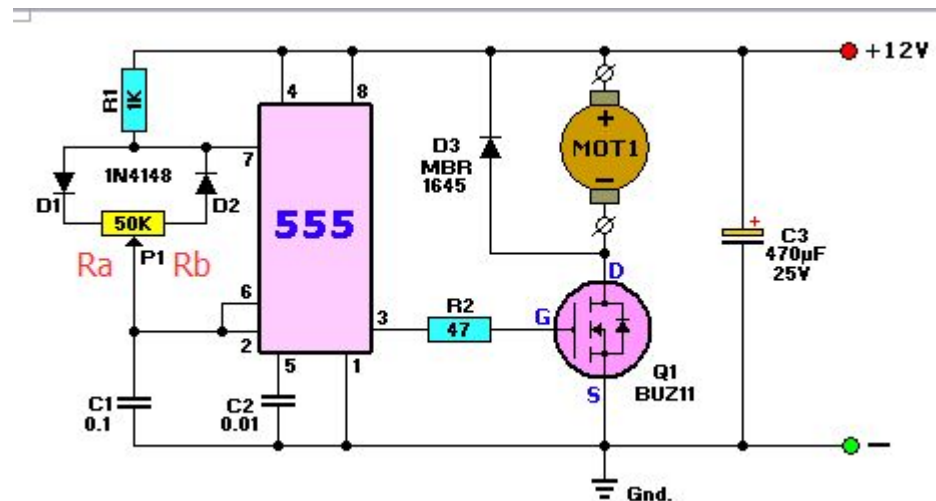 +12V
R1
1K
4
8
7
1N4148
D1
D2
50K
Ra
P1
Rb
555
D3
MBR
1645
+
MOT1
−
+
C3
470µF
25V
D
6
2
3
R2
47
G
5
1
S
Q1
BUZ11
C1
0.1
C2
0.01
−
Gnd.